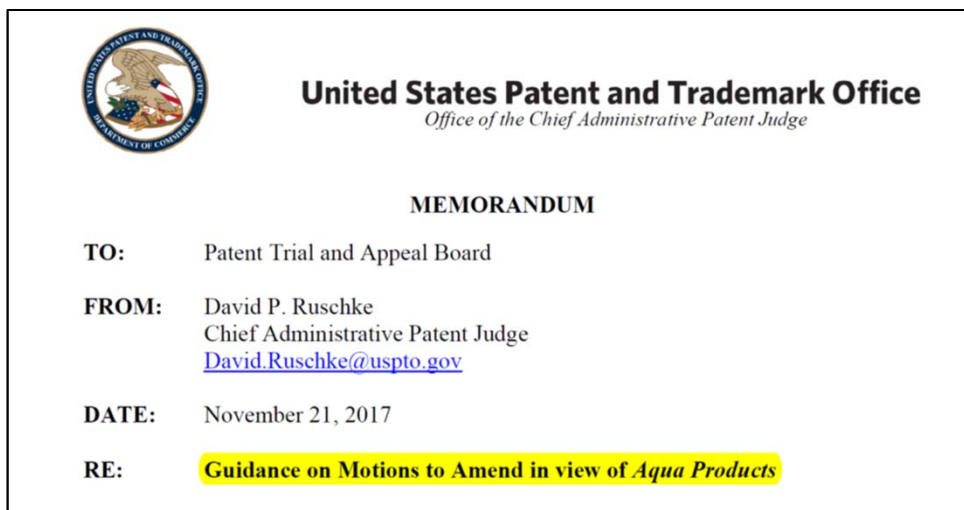 UNITED STATES PATENT AND TRADEMARK OFFICE
DEPARTMENT OF COMMERCE
United States Patent and Trademark Office
Office of the Chief Administrative Patent Judge
MEMORANDUM
TO: Patent Trial and Appeal Board
FROM: David P. Ruschke
Chief Administrative Patent Judge
David.Ruschke@uspto.gov
DATE: November 21, 2017
RE: Guidance on Motions to Amend in view of Aqua Products